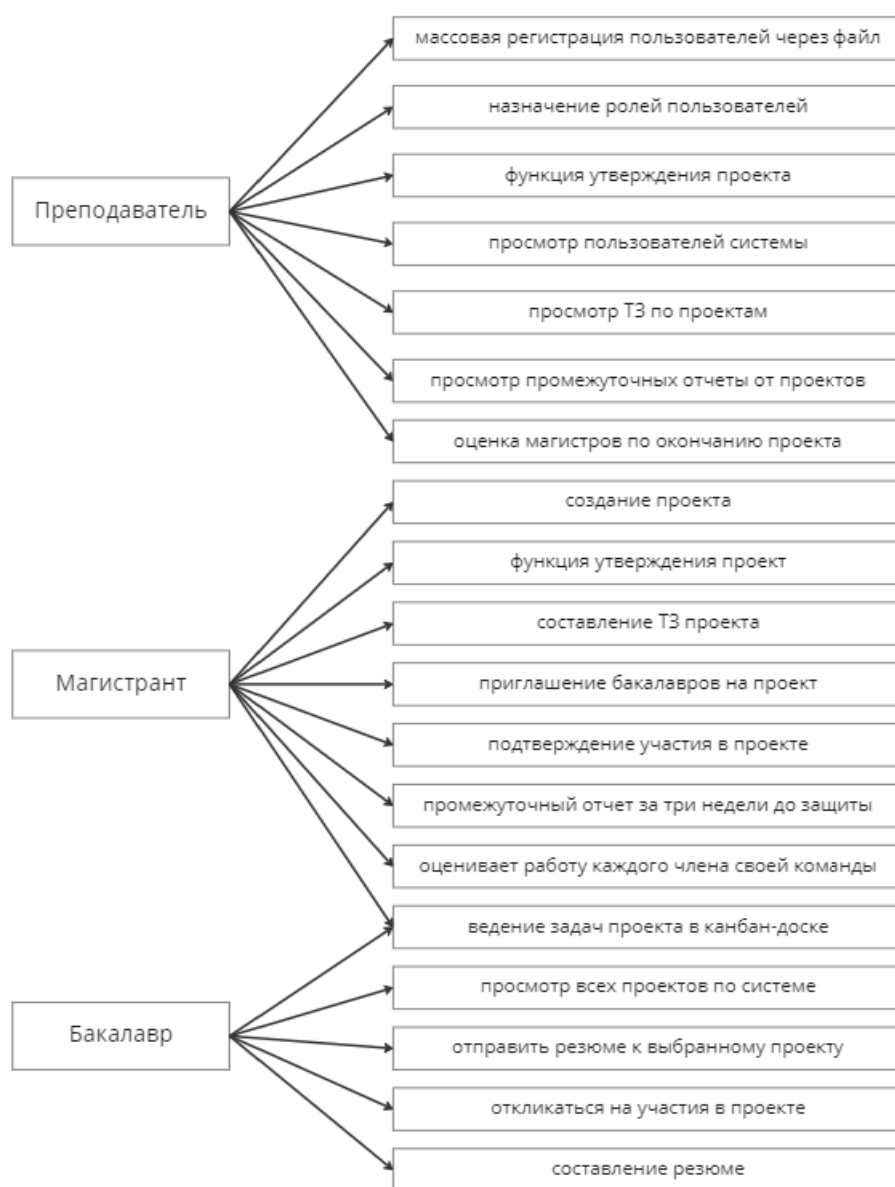 массовая регистрация пользователей через файл
назначение ролей пользователей
функция утверждения проекта
Преподаватель
просмотр пользователей системы
просмотр ТЗ по проектам
просмотр промежуточных отчеты от проектов
оценка магистров по окончанию проекта
создание проекта
функция утверждения проект
составление ТЗ проекта
Магистрант
приглашение бакалавров на проект
подтверждение участия в проекте
промежуточный отчет за три недели до защиты
оценивает работу каждого члена своей команды
ведение задач проекта в канбан-доске
просмотр всех проектов по системе
Бакалавр
отправить резюме к выбранному проекту
откликаться на участия в проекте
составление резюме